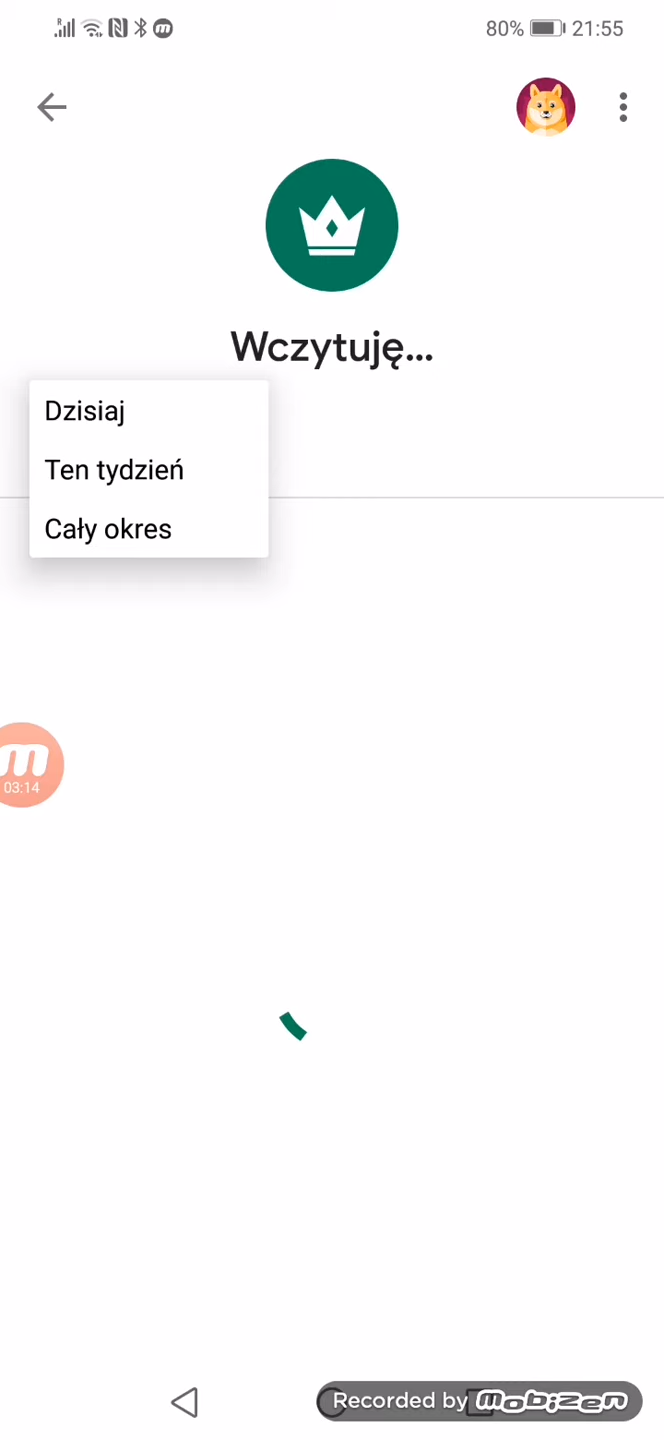 80% 21:55
Wczytuję...
Dzisiaj
Ten tydzień
Cały okres
03:14
Recorded by mobizen